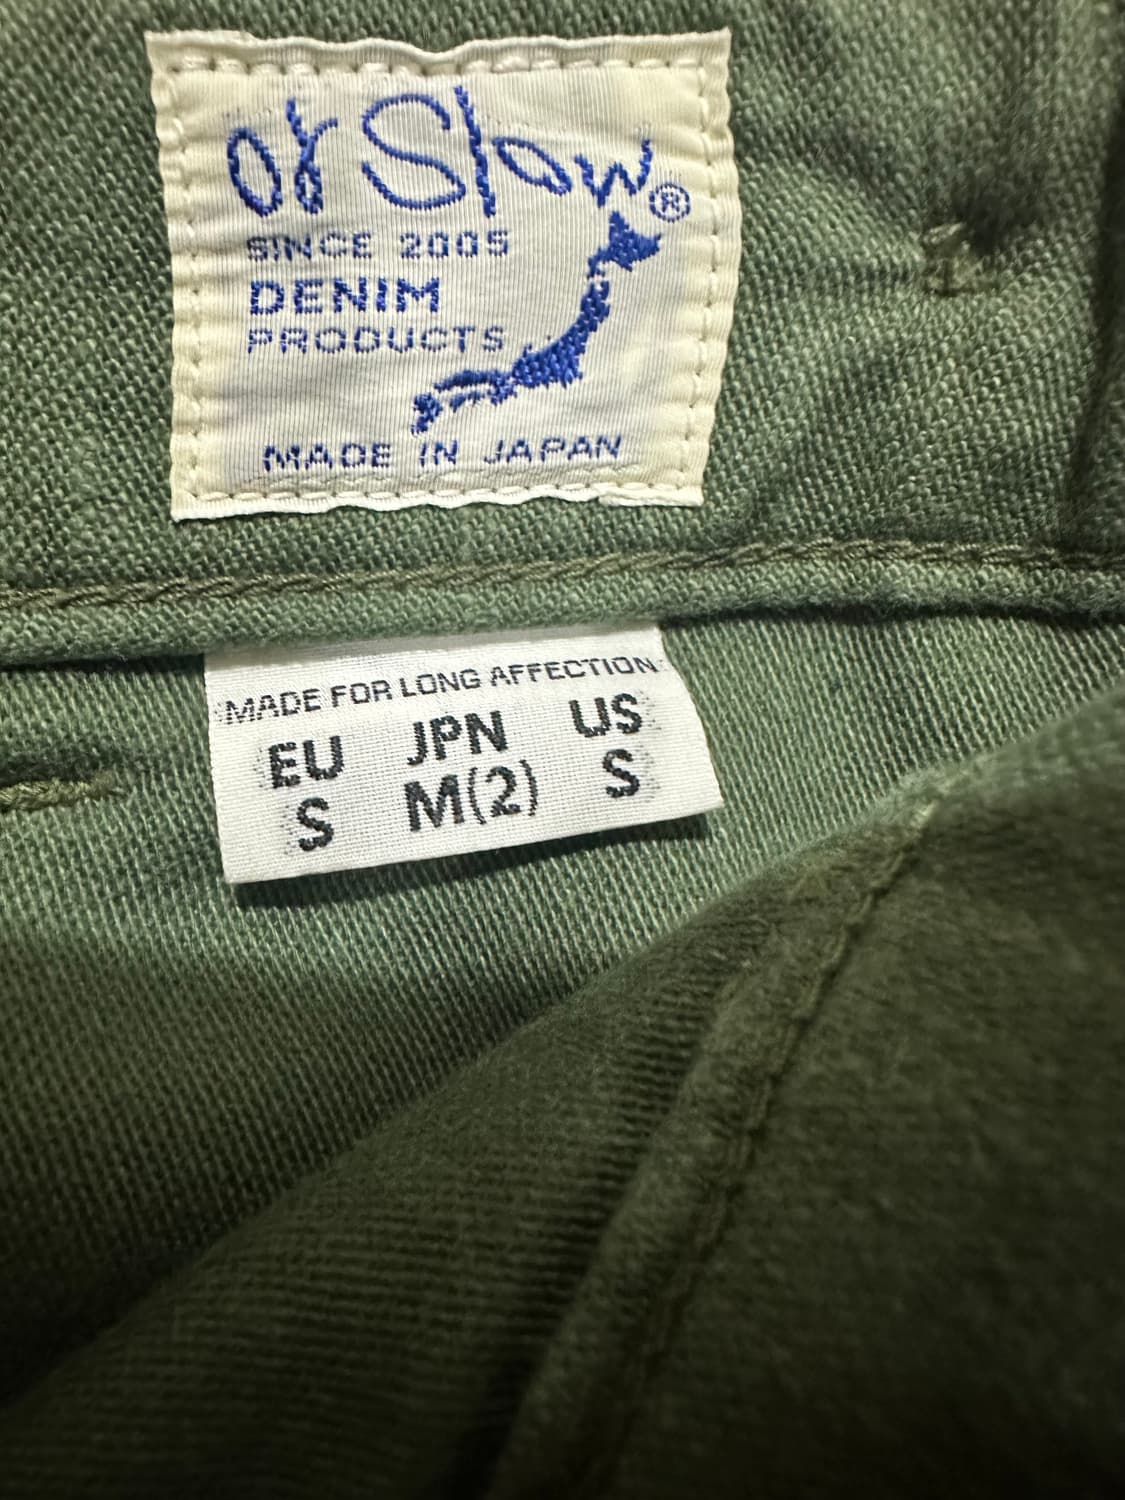 or Slow®
SINCE 2005
DENIM
PRODUCTS
MADE IN JAPAN
MADE FOR LONG AFFECTION
EU JPN US
S M(2) S